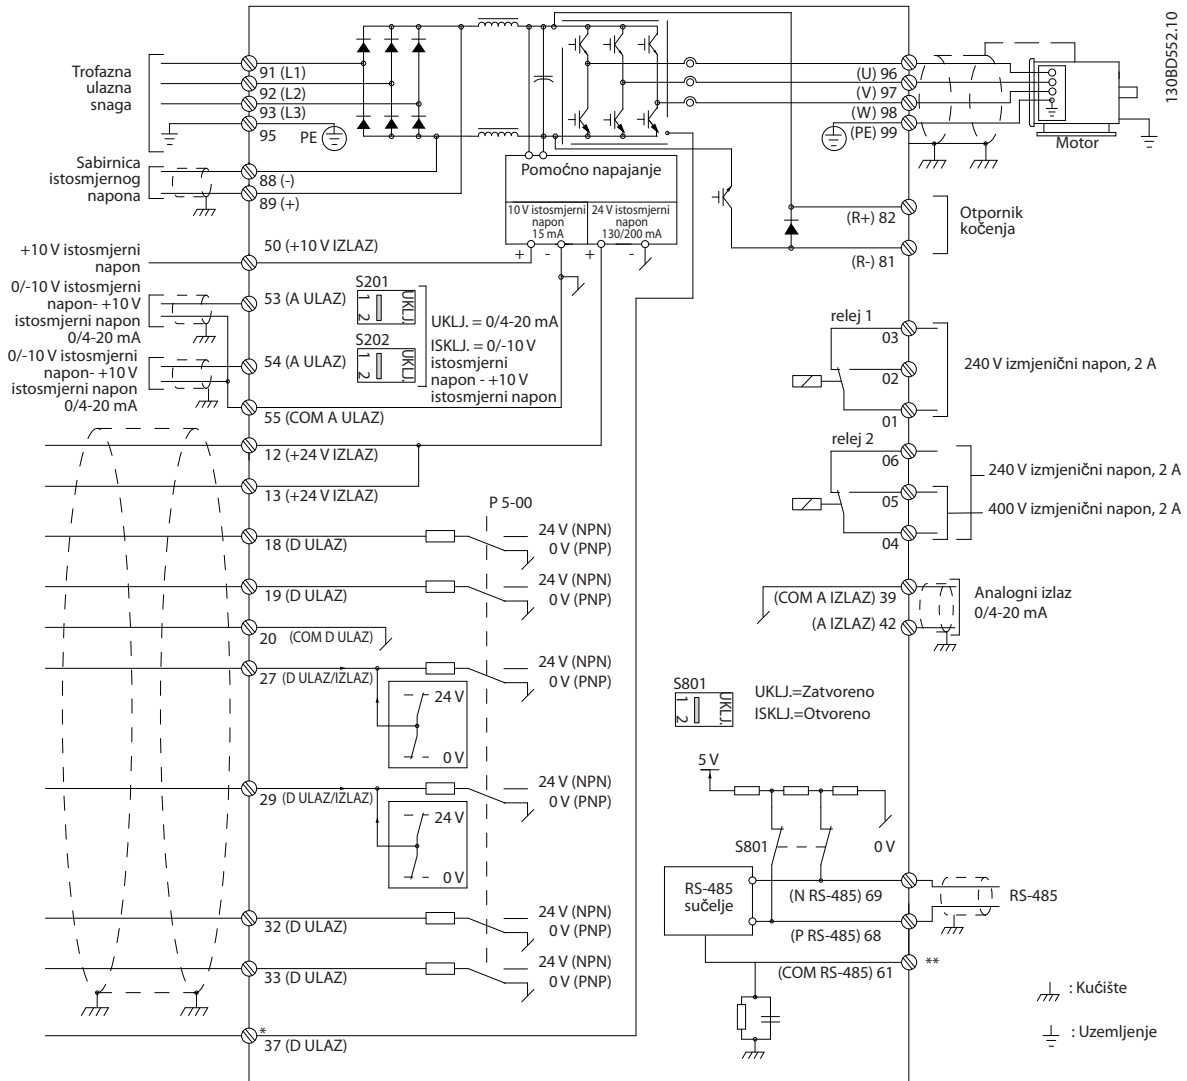 130BD552.10
Trofazna
ulazna
snaga
91 (L1)
92 (L2)
93 (L3)
95
PE
(U) 96
(V) 97
(W) 98
(PE) 99
Motor
Sabirnica
istosmjernog
napona
88 (-)
89 (+)
Pomoćno napajanje
10 V istosmjerni
napon
15 mA
24 V istosmjerni
napon
130/200 mA
+ - + -
(R+) 82
(R-) 81
Otpornik
kočenja
+10 V istosmjerni
napon
50 (+10 V IZLAZ)
0/-10 V istosmjerni
napon- +10 V
istosmjerni napon
0/4-20 mA
53 (A ULAZ)
S201
1 2
UKLJ.
0/-10 V istosmjerni
napon- +10 V
istosmjerni napon
0/4-20 mA
54 (A ULAZ)
S202
1 2
UKLJ.
UKLJ. = 0/4-20 mA
ISKLJ. = 0/-10 V
istosmjerni
napon - +10 V
istosmjerni napon
55 (COM A ULAZ)
12 (+24 V IZLAZ)
13 (+24 V IZLAZ)
relej 1
03
02
01
240 V izmjenični napon, 2 A
relej 2
06
05
04
240 V izmjenični napon, 2 A
400 V izmjenični napon, 2 A
P 5-00
18 (D ULAZ)
24 V (NPN)
0 V (PNP)
19 (D ULAZ)
24 V (NPN)
0 V (PNP)
20 (COM D ULAZ)
27 (D ULAZ/IZLAZ)
24 V (NPN)
0 V (PNP)
24 V
0 V
29 (D ULAZ/IZLAZ)
24 V (NPN)
0 V (PNP)
24 V
0 V
32 (D ULAZ)
24 V (NPN)
0 V (PNP)
33 (D ULAZ)
24 V (NPN)
0 V (PNP)
*
37 (D ULAZ)
(COM A IZLAZ) 39
(A IZLAZ) 42
Analogni izlaz
0/4-20 mA
S801
1 2
UKLJ.
UKLJ.=Zatvoreno
ISKLJ.=Otvoreno
5 V
S801
0 V
RS-485
sučelje
(N RS-485) 69
(P RS-485) 68
(COM RS-485) 61
**
RS-485
: Kućište
: Uzemljenje